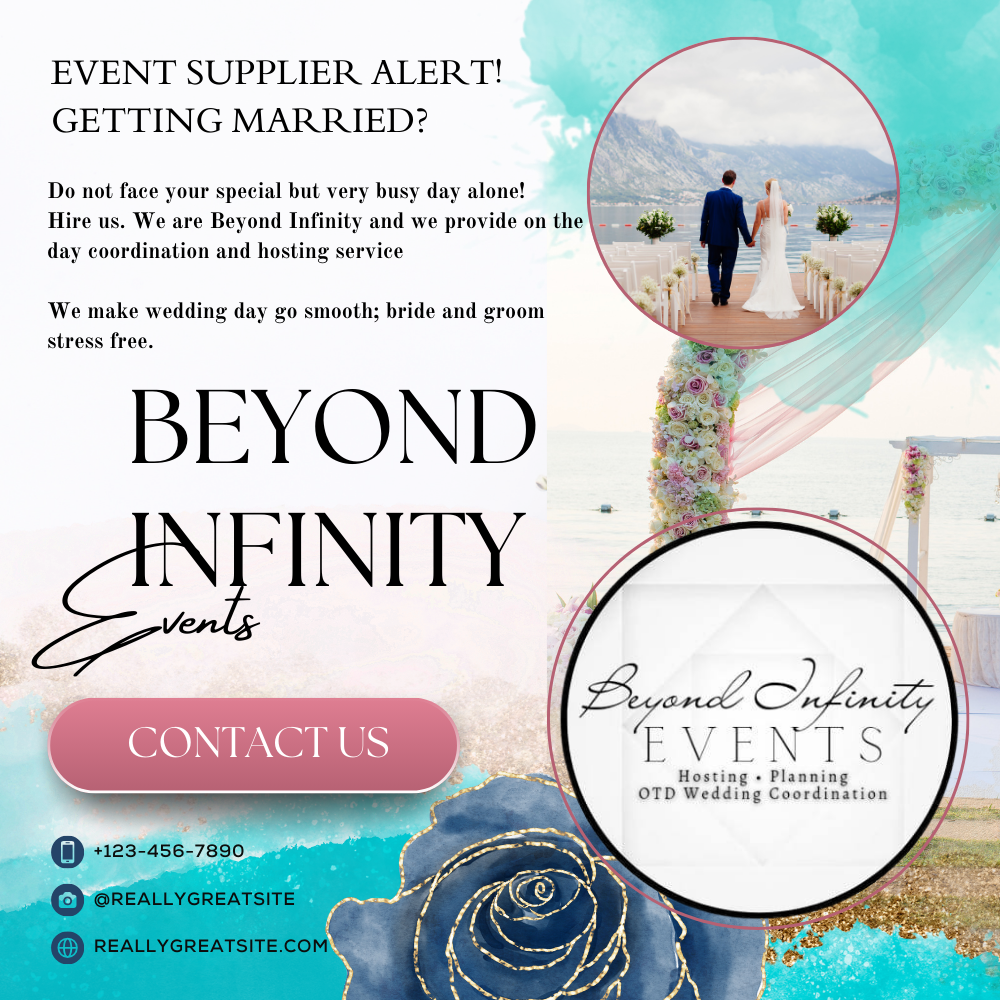 EVENT SUPPLIER ALERT!
GETTING MARRIED?
Do not face your special but very busy day alone!
Hire us. We are Beyond Infinity and we provide on the
day coordination and hosting service
We make wedding day go smooth; bride and groom
stress free.
BEYOND
INFINITY
Events
CONTACT US
+123-456-7890
@REALLYGREATSITE
REALLYGREATSITE.COM
Beyond Infinity
EVENTS
Hosting • Planning
OTD Wedding Coordination